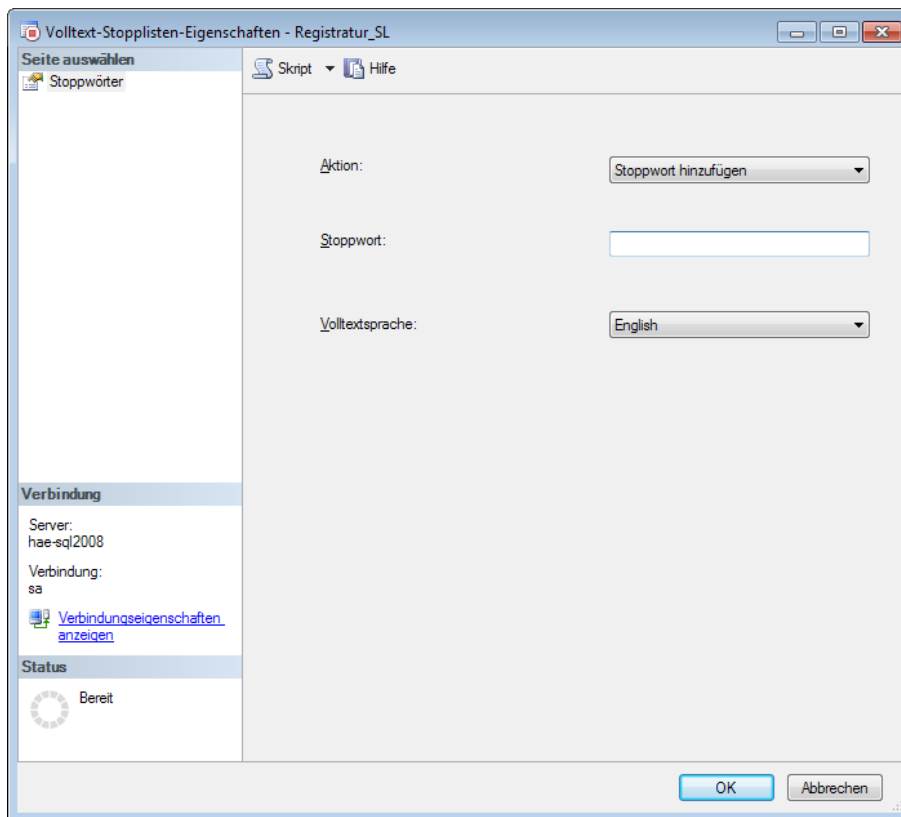 Volltext-Stopplisten-Eigenschaften - Registratur_SL
Seite auswählen
Stoppwörter
Skript
Hilfe
Aktion:
Stoppwort hinzufügen
Stoppwort:
Volltextsprache:
English
Verbindung
Server:
hae-sql2008
Verbindung:
sa
Verbindungseigenschaften
anzeigen
Status
Bereit
OK
Abbrechen